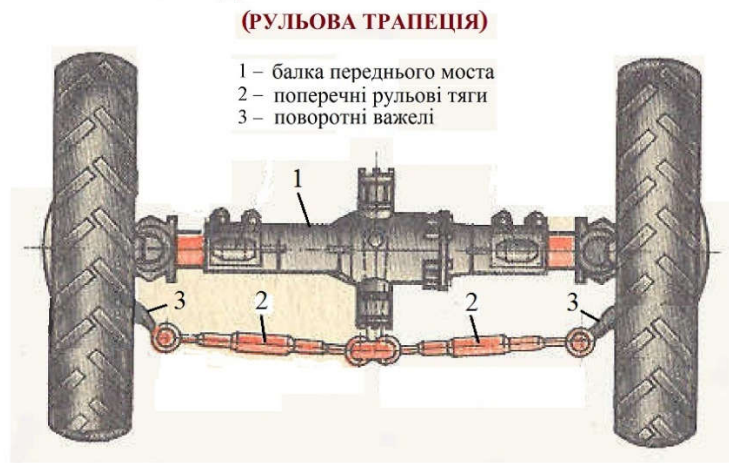 (РУЛЬОВА ТРАПЕЦІЯ)
1 – балка переднього моста
2 – поперечні рульові тяги
3 – поворотні важелі
1
3
2
2
3